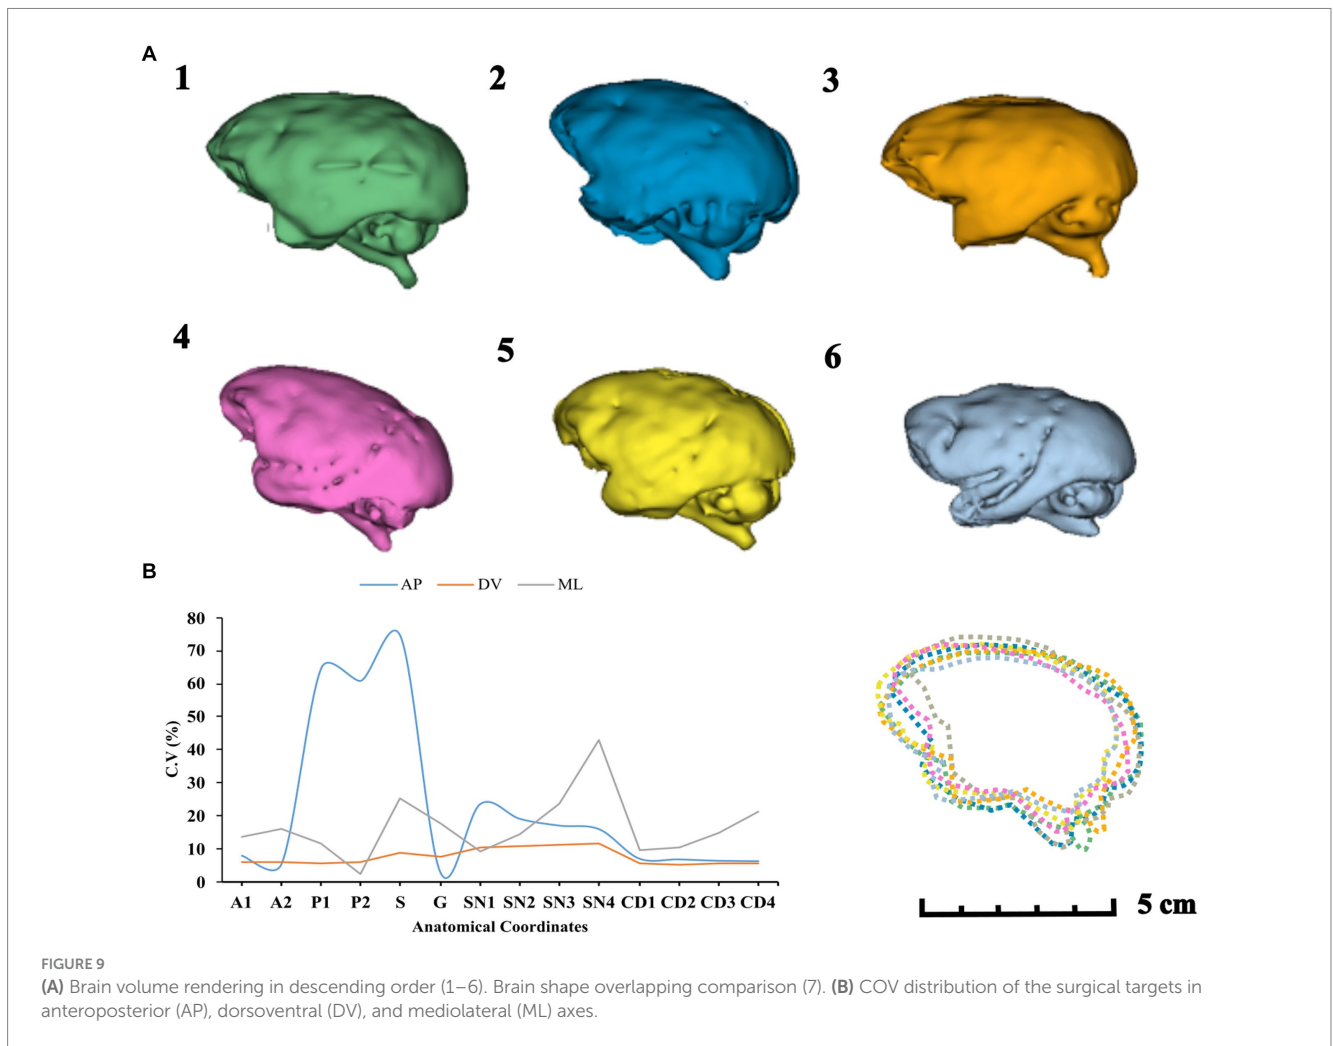 A
1
2
3
4
5
6
B
AP DV ML
80
70
60
50
40
30
20
10
0
C.V (%)
A1 A2 P1 P2 S G SN1 SN2 SN3 SN4 CD1 CD2 CD3 CD4
Anatomical Coordinates
5 cm
FIGURE 9
(A) Brain volume rendering in descending order (1–6). Brain shape overlapping comparison (7). (B) COV distribution of the surgical targets in
anteroposterior (AP), dorsoventral (DV), and mediolateral (ML) axes.